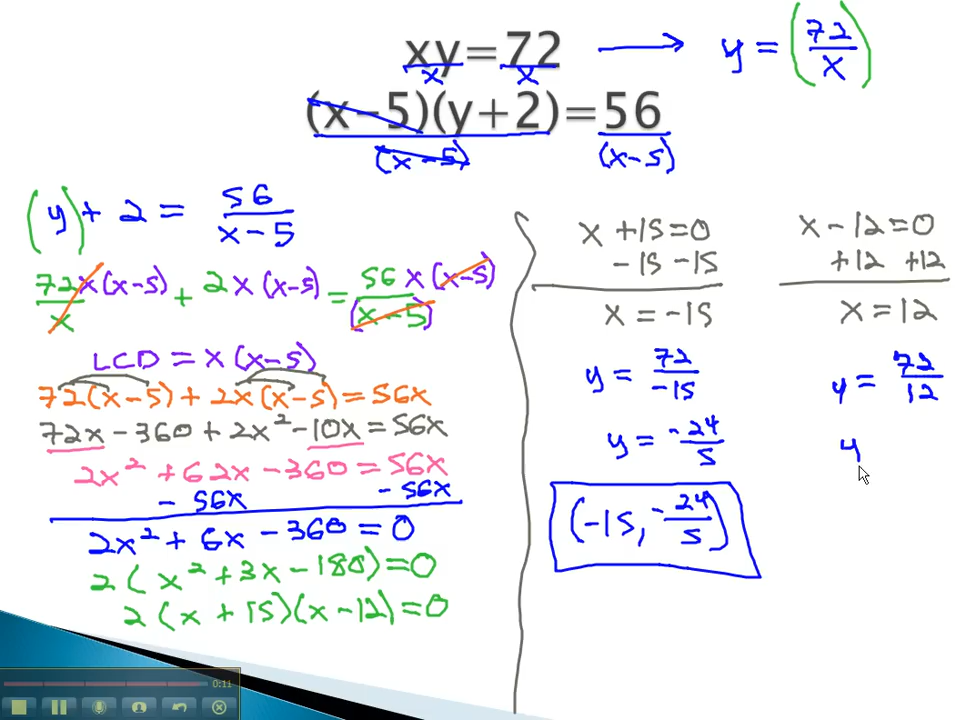 xy=72 → y = (72/x)
x x
(x-5)(y+2)=56
(x-5) (x-5)
(y) + 2 = 56/(x-5)
72/x x(x-5) + 2x(x-5) = 56/(x-5) x(x-5)
LCD = x(x-5)
72(x-5) + 2x(x-5) = 56x
72x - 360 + 2x² - 10x = 56x
2x² + 62x - 360 = 56x
- 56x - 56x
2x² + 6x - 360 = 0
2(x² + 3x - 180) = 0
2(x + 15)(x - 12) = 0
x + 15 = 0
- 15 - 15
x = -15
y = 72/-15
y = -24/5
(-15, -24/5)
x - 12 = 0
+12 +12
x = 12
y = 72/12
y
0:11